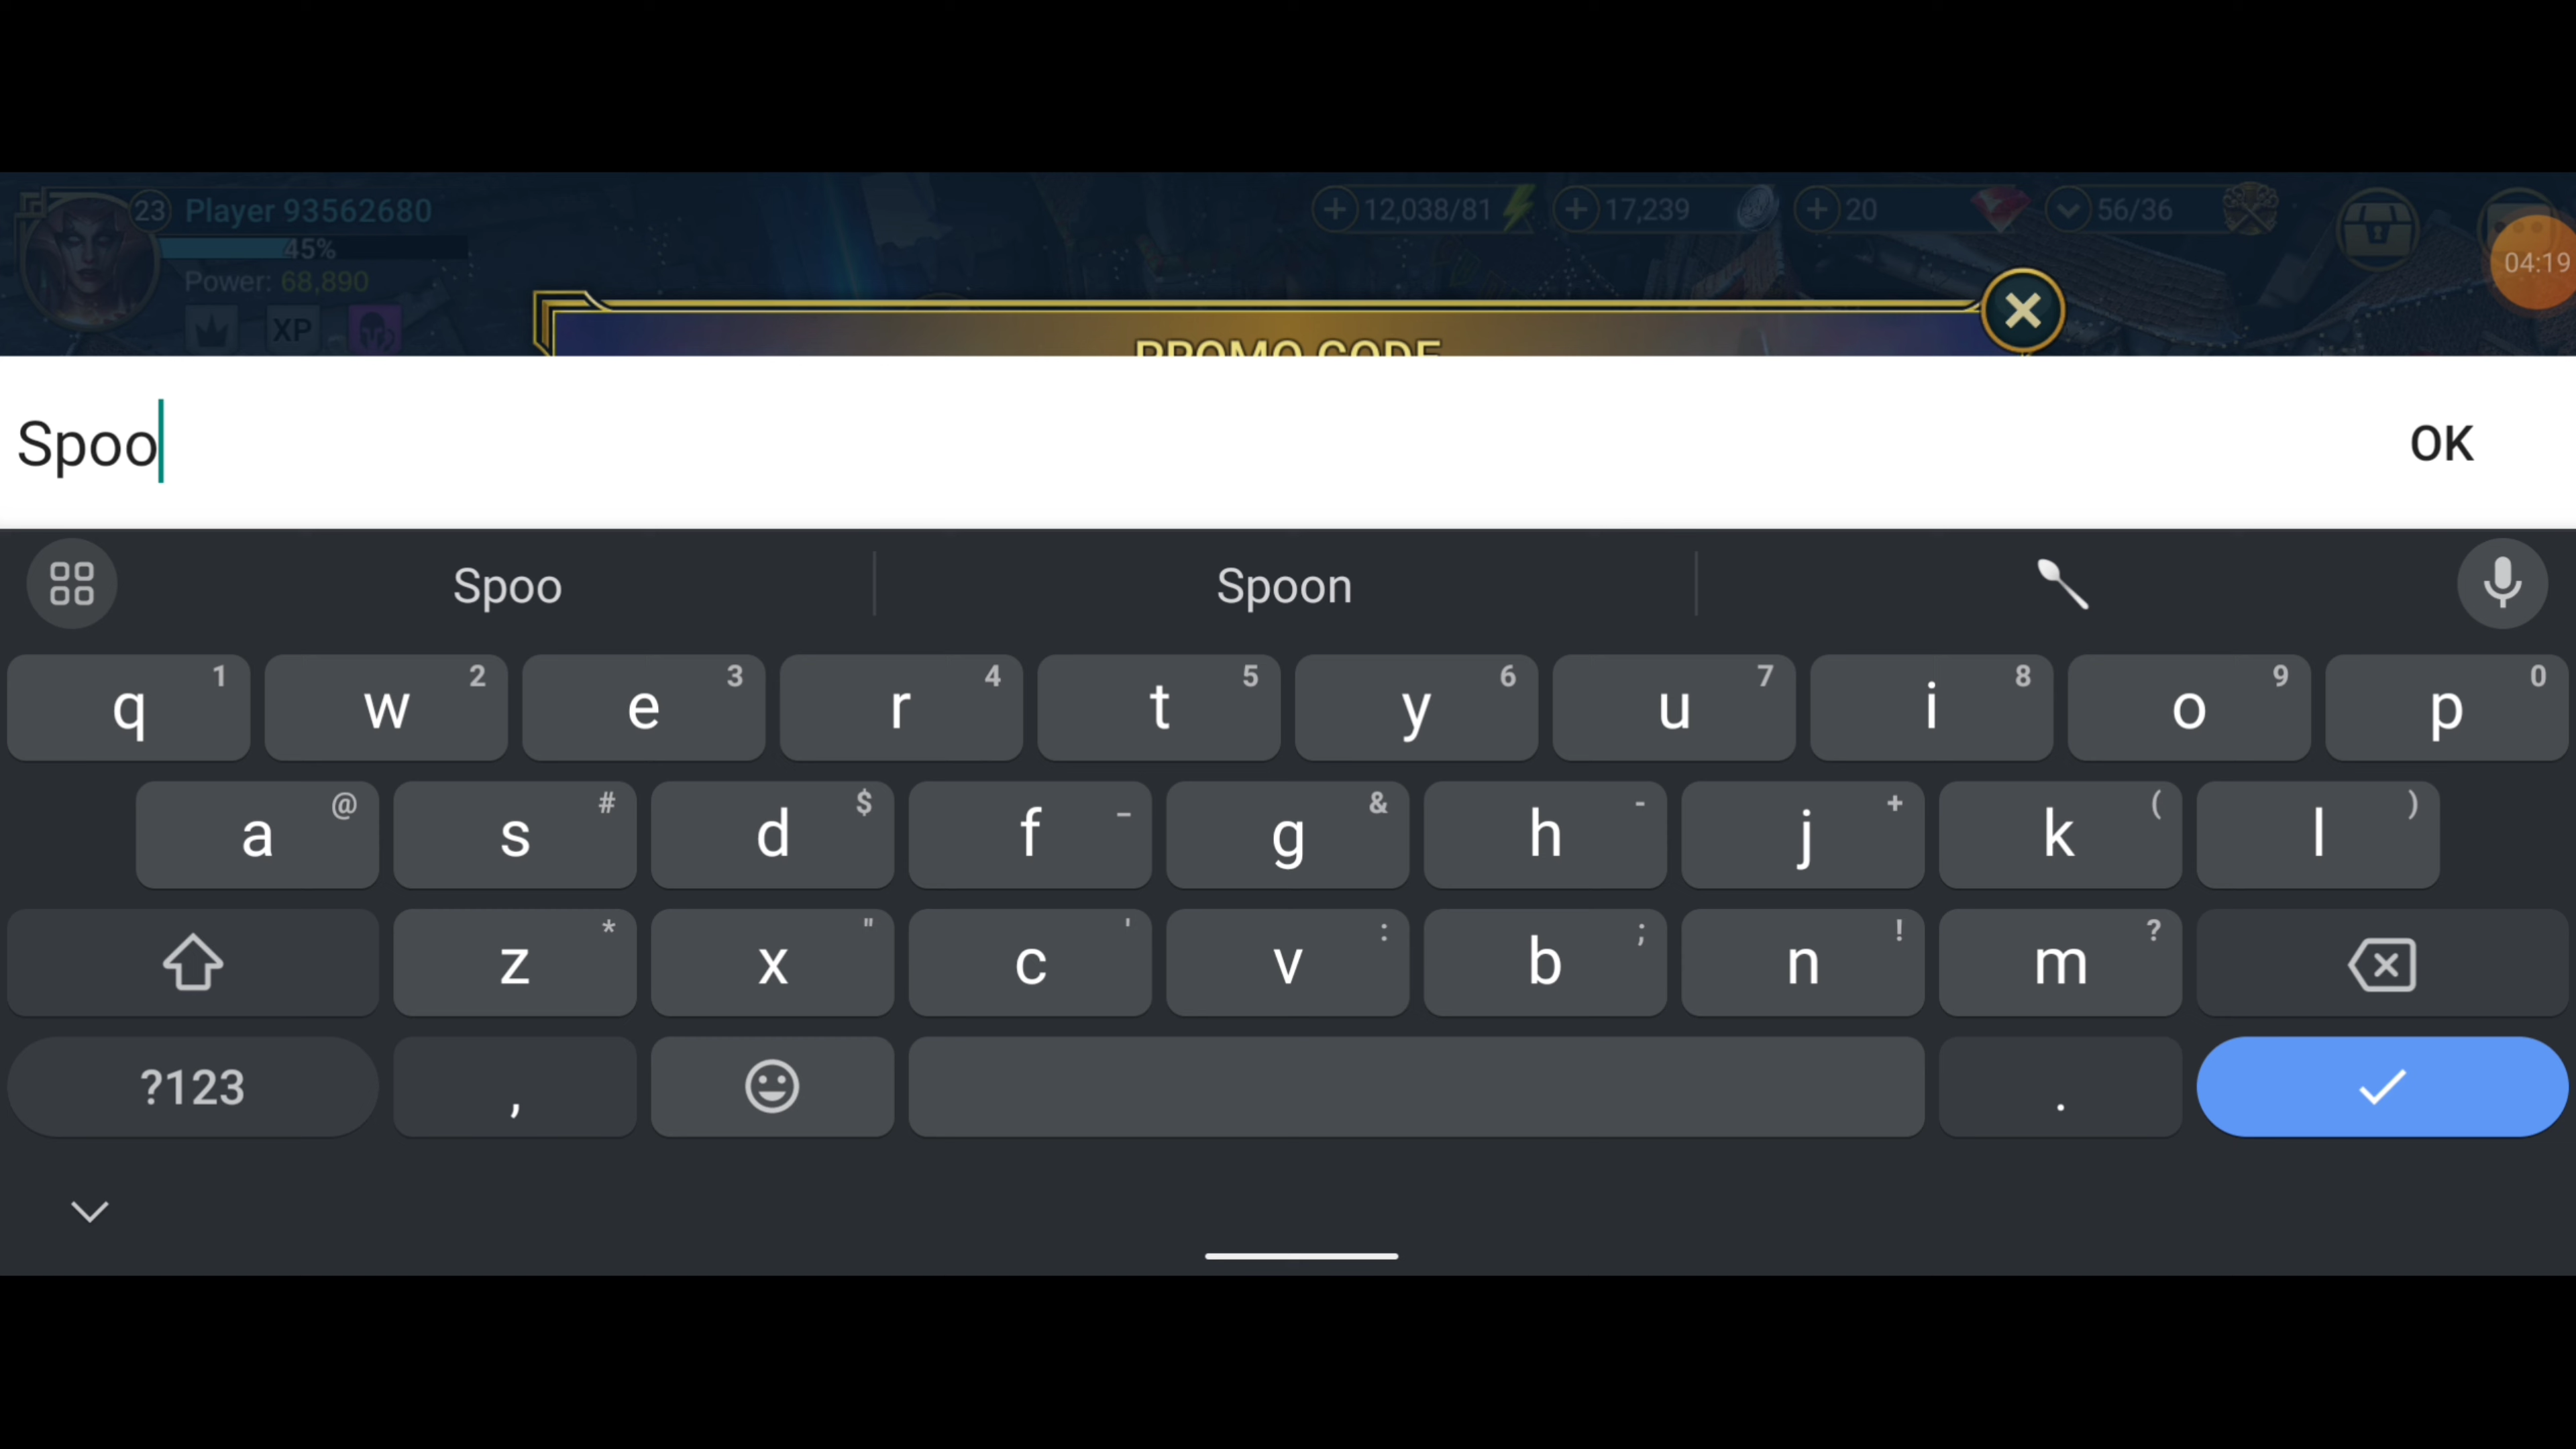 23 Player 93562680
12,038/81 17,239 20 56/36
45%
04:19
Power: 68,890
XP
PROMO CODE
Spoo OK
Spoo Spoon
q 1 w 2 e 3 r 4 t 5 y 6 u 7 i 8 o 9 p 0
a @ s # d $ f _ g & h - j + k ( l )
z * x " c ' v : b ; n ! m ?
?123 , .